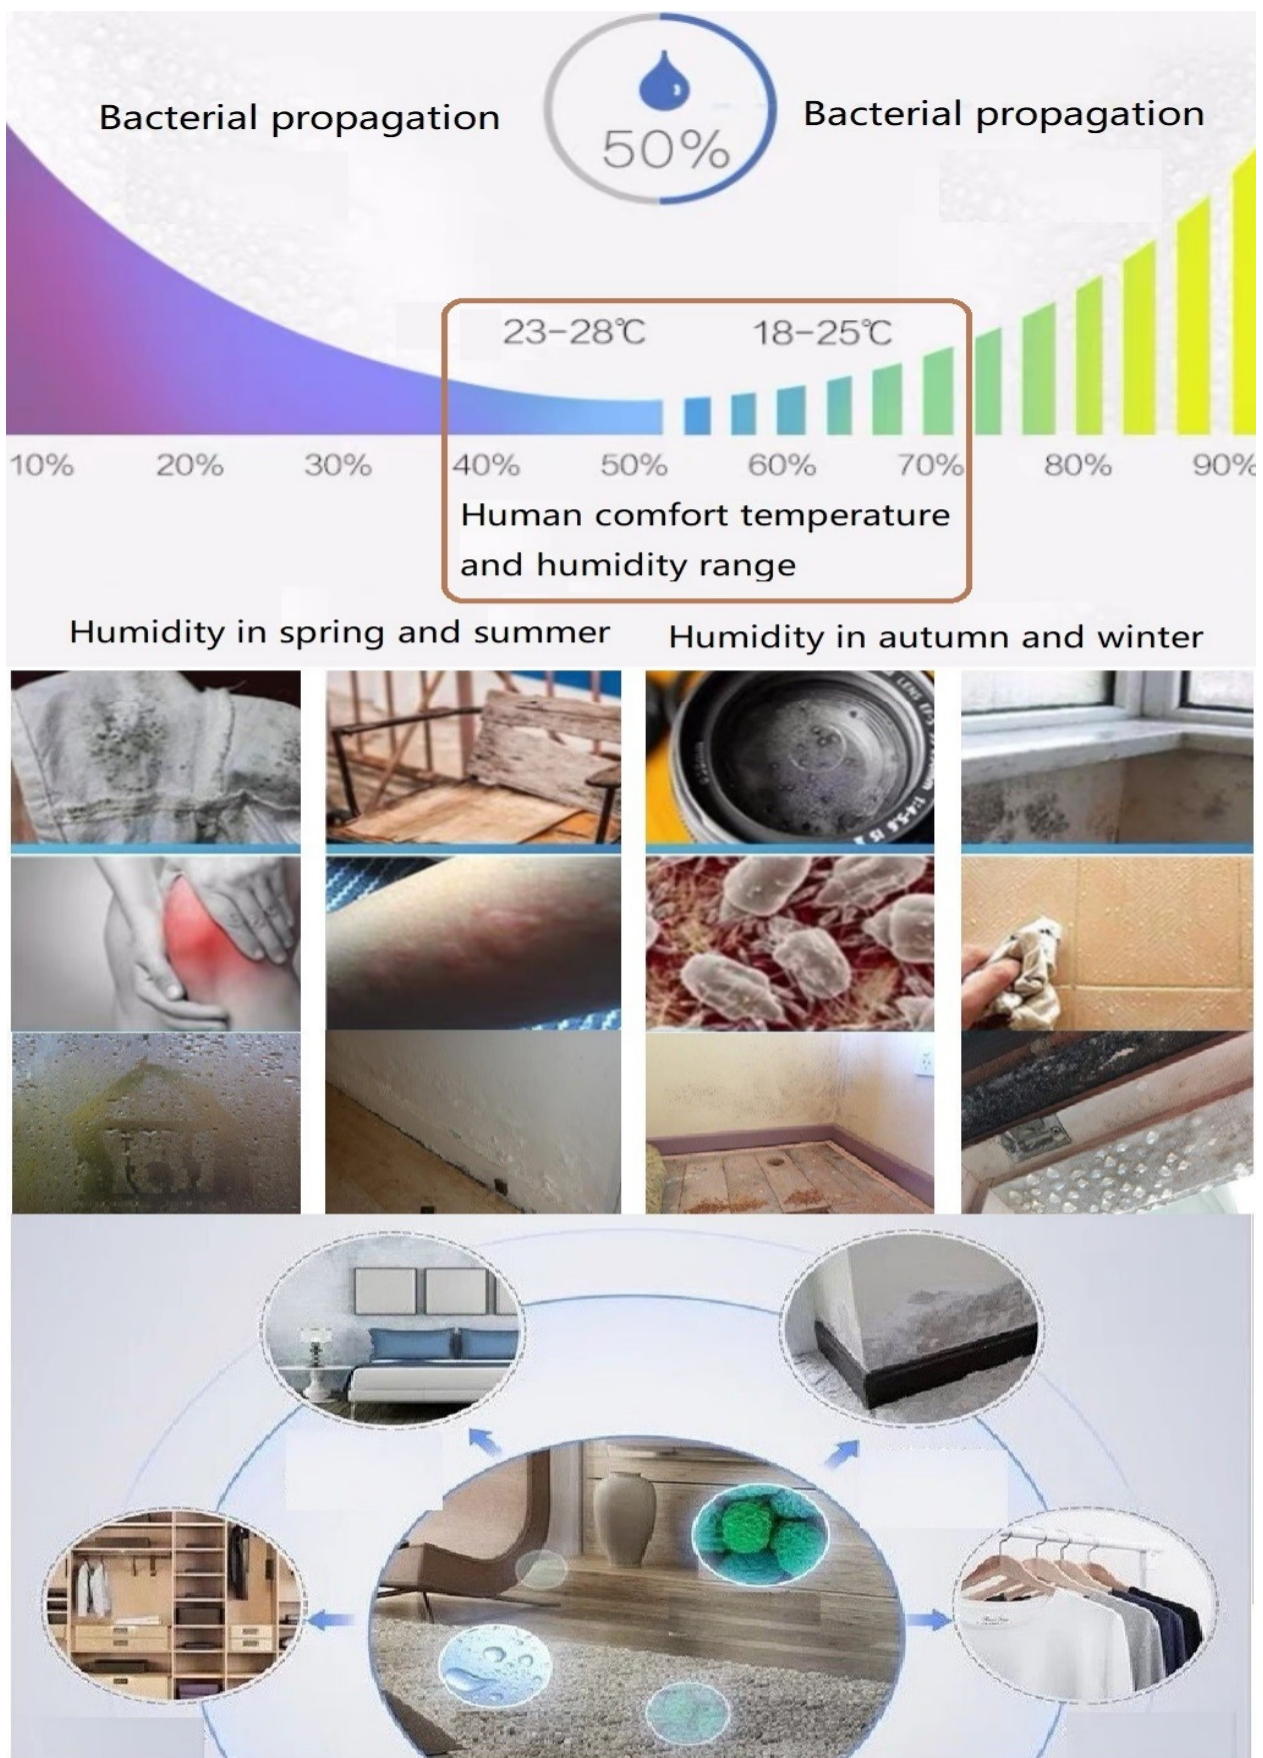 50%
Bacterial propagation
Bacterial propagation
23-28℃
18-25℃
10%
20%
30%
40%
50%
60%
70%
80%
90%
Human comfort temperature
and humidity range
Humidity in spring and summer
Humidity in autumn and winter